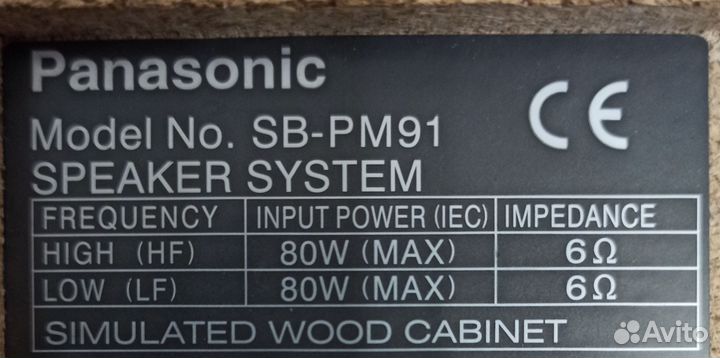 Panasonic
CE
Model No. SB-PM91
SPEAKER SYSTEM
FREQUENCY INPUT POWER (IEC) IMPEDANCE
HIGH (HF) 80W (MAX) 6Ω
LOW (LF) 80W (MAX) 6Ω
SIMULATED WOOD CABINET
Avito